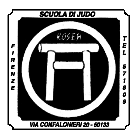 SCUOLA DI JUDO
KOSEN
FIRENZE
TEL 571609
VIA CONFALONIERI 20 - 50133